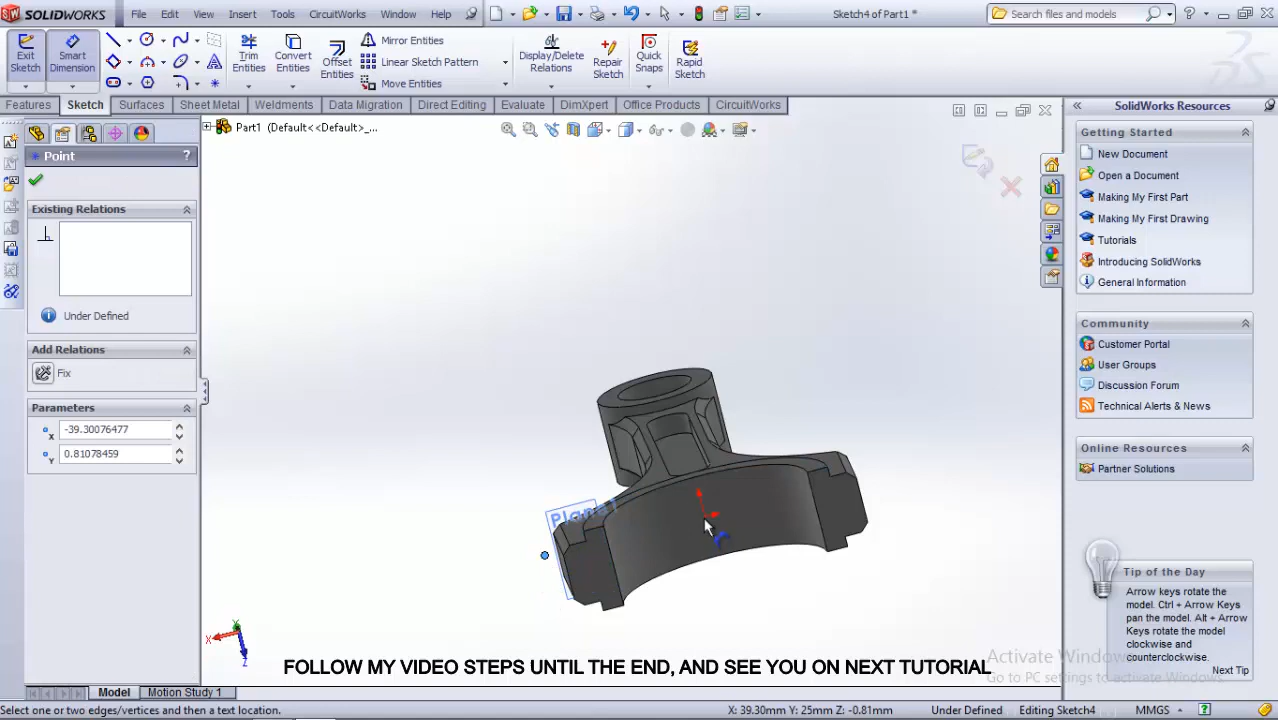 SOLIDWORKS File Edit View Insert Tools CircuitWorks Window Help Sketch4 of Part1 * Search files and models
Exit Sketch Smart Dimension Trim Entities Convert Entities Offset Entities Mirror Entities Linear Sketch Pattern Move Entities Display/Delete Relations Repair Sketch Quick Snaps Rapid Sketch
Features Sketch Surfaces Sheet Metal Weldments Data Migration Direct Editing Evaluate DimXpert Office Products CircuitWorks
SolidWorks Resources
Part1 (Default<<Default>_...
Point ?
Existing Relations
Under Defined
Add Relations
Fix
Parameters
X -39.30076477
Y 0.81078459
Plane1
X Y Z
Getting Started
New Document
Open a Document
Making My First Part
Making My First Drawing
Tutorials
Introducing SolidWorks
General Information
Community
Customer Portal
User Groups
Discussion Forum
Technical Alerts & News
Online Resources
Partner Solutions
Tip of the Day
Arrow keys rotate the
model. Ctrl + Arrow Keys
pan the model. Alt + Arrow
Keys rotate the model
clockwise and
counterclockwise.
Next Tip
Activate Windows
Go to PC settings to activate Windows.
FOLLOW MY VIDEO STEPS UNTIL THE END, AND SEE YOU ON NEXT TUTORIAL
Model Motion Study 1
Select one or two edges/vertices and then a text location. X: 39.30mm Y: 25mm Z: -0.81mm Under Defined Editing Sketch4 MMGS